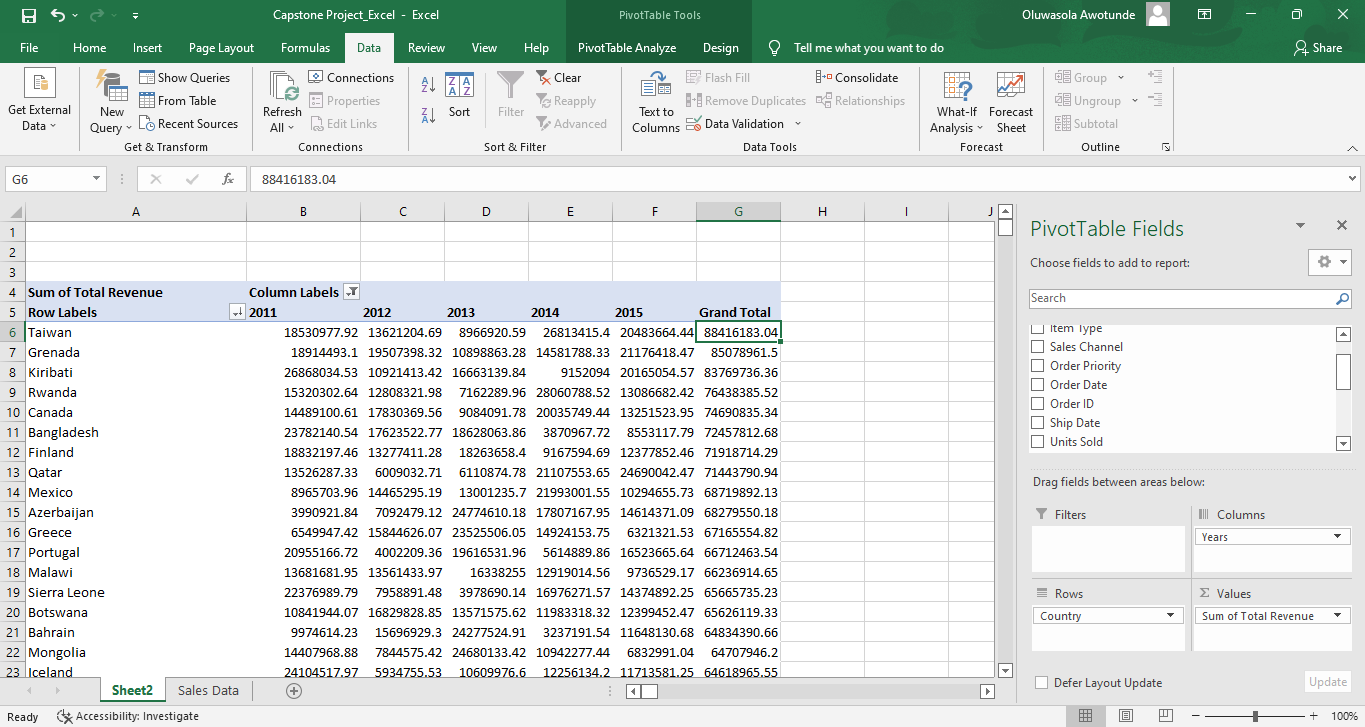 Capstone Project_Excel - Excel PivotTable Tools Oluwasola Awotunde
File Home Insert Page Layout Formulas Data Review View Help PivotTable Analyze Design Tell me what you want to do Share
Get External Data
New Query
Show Queries
From Table
Recent Sources
Get & Transform
Refresh All
Connections
Properties
Edit Links
Connections
Sort
Filter
Clear
Reapply
Advanced
Sort & Filter
Text to Columns
Flash Fill
Remove Duplicates
Data Validation
Consolidate
Relationships
Data Tools
What-If Analysis
Forecast Sheet
Forecast
Group
Ungroup
Subtotal
Outline
G6 fx 88416183.04
A B C D E F G H I J
1
2
3
4 Sum of Total Revenue Column Labels
5 Row Labels 2011 2012 2013 2014 2015 Grand Total
6 Taiwan 18530977.92 13621204.69 8966920.59 26813415.4 20483664.44 88416183.04
7 Grenada 18914493.1 19507398.32 10898863.28 14581788.33 21176418.47 85078961.5
8 Kiribati 26868034.53 10921413.42 16663139.84 9152094 20165054.57 83769736.36
9 Rwanda 15320302.64 12808321.98 7162289.96 28060788.52 13086682.42 76438385.52
10 Canada 14489100.61 17830369.56 9084091.78 20035749.44 13251523.95 74690835.34
11 Bangladesh 23782140.54 17623522.77 18628063.86 3870967.72 8553117.79 72457812.68
12 Finland 18832197.46 13277411.28 18263658.4 9167594.69 12377852.46 71918714.29
13 Qatar 13526287.33 6009032.71 6110874.78 21107553.65 24690042.47 71443790.94
14 Mexico 8965703.96 14465295.19 13001235.7 21993001.55 10294655.73 68719892.13
15 Azerbaijan 3990921.84 7092479.12 24774610.18 17807167.95 14614371.09 68279550.18
16 Greece 6549947.42 15844626.07 23525506.05 14924153.75 6321321.53 67165554.82
17 Portugal 20955166.72 4002209.36 19616531.96 5614889.86 16523665.64 66712463.54
18 Malawi 13681681.95 13561433.97 16338255 12919014.56 9736529.17 66236914.65
19 Sierra Leone 22376989.79 7958891.48 3978690.14 16976271.57 14374892.25 65665735.23
20 Botswana 10841944.07 16829828.85 13571575.62 11983318.32 12399452.47 65626119.33
21 Bahrain 9974614.23 15696929.3 24277524.91 3237191.54 11648130.68 64834390.66
22 Mongolia 14407968.88 7844575.42 24680133.42 10942277.44 6832991.04 64707946.2
23 Iceland 24104517.97 5934755.53 10609976.6 12256134.2 11713581.25 64618965.55
PivotTable Fields
Choose fields to add to report:
Search
Item Type
Sales Channel
Order Priority
Order Date
Order ID
Ship Date
Units Sold
Drag fields between areas below:
Filters Columns
Years
Rows Σ Values
Country Sum of Total Revenue
Defer Layout Update Update
Sheet2 Sales Data
Ready Accessibility: Investigate 100%